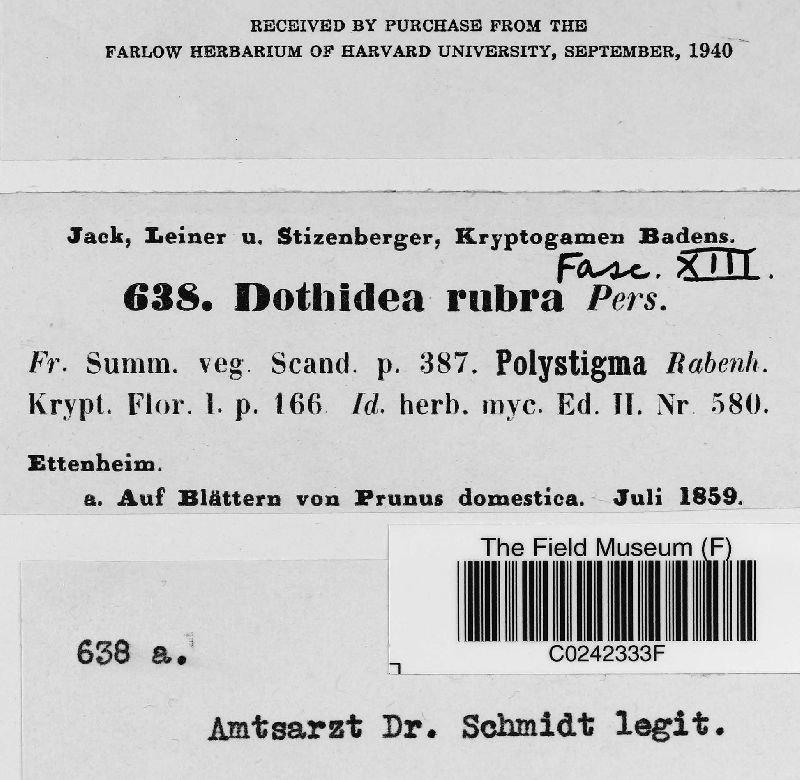 RECEIVED BY PURCHASE FROM THE
FARLOW HERBARIUM OF HARVARD UNIVERSITY, SEPTEMBER, 1940
Jack, Leiner u. Stizenberger, Kryptogamen Badens.
Fasc. XIII.
638. Dothidea rubra Pers.
Fr. Summ. veg. Scand. p. 387. Polystigma Rabenh.
Krypt. Flor. I. p. 166. Id. herb. myc. Ed. II. Nr. 580.
Ettenheim.
a. Auf Blättern von Prunus domestica. Juli 1859.
The Field Museum (F)
C0242333F
638 a.
Amtsarzt Dr. Schmidt legit.